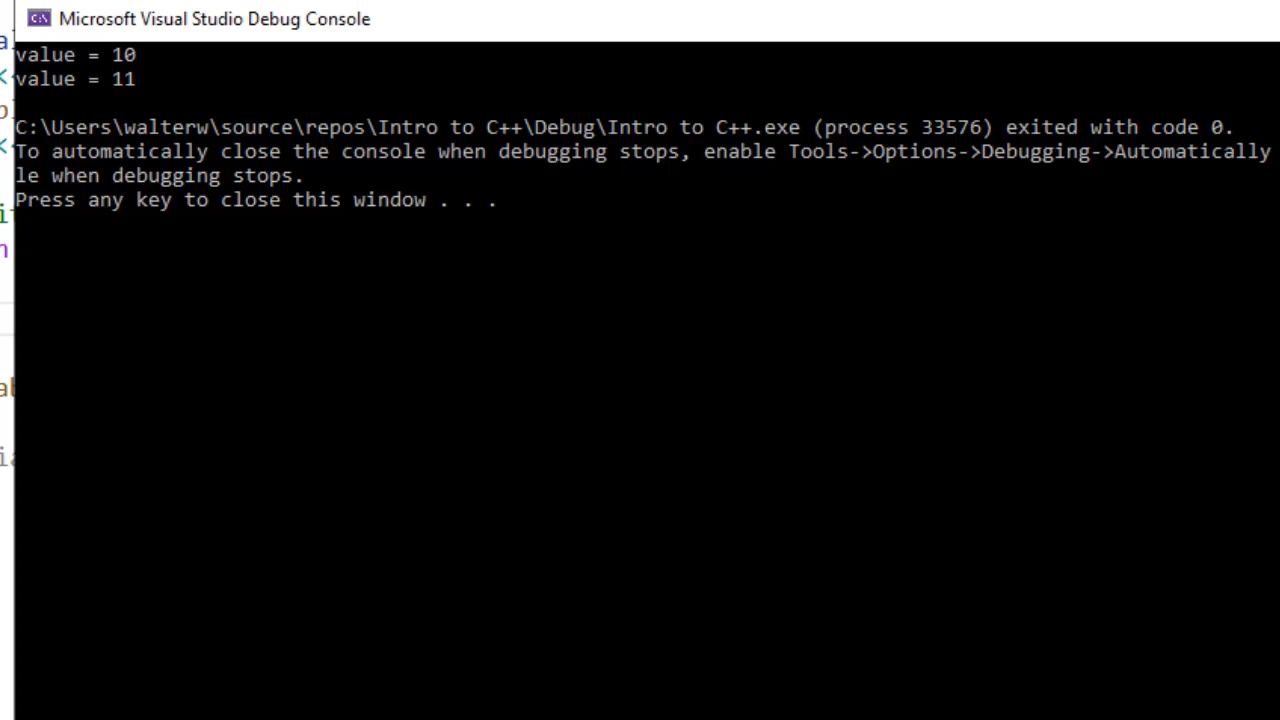 Microsoft Visual Studio Debug Console
value = 10
value = 11
C:\Users\walterw\source\repos\Intro to C++\Debug\Intro to C++.exe (process 33576) exited with code 0.
To automatically close the console when debugging stops, enable Tools->Options->Debugging->Automatically
le when debugging stops.
Press any key to close this window . . .